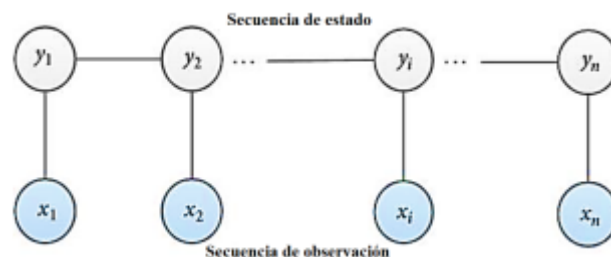 Secuencia de estado
y₁ y₂ ... yᵢ ... yₙ
x₁ x₂ xᵢ xₙ
Secuencia de observación